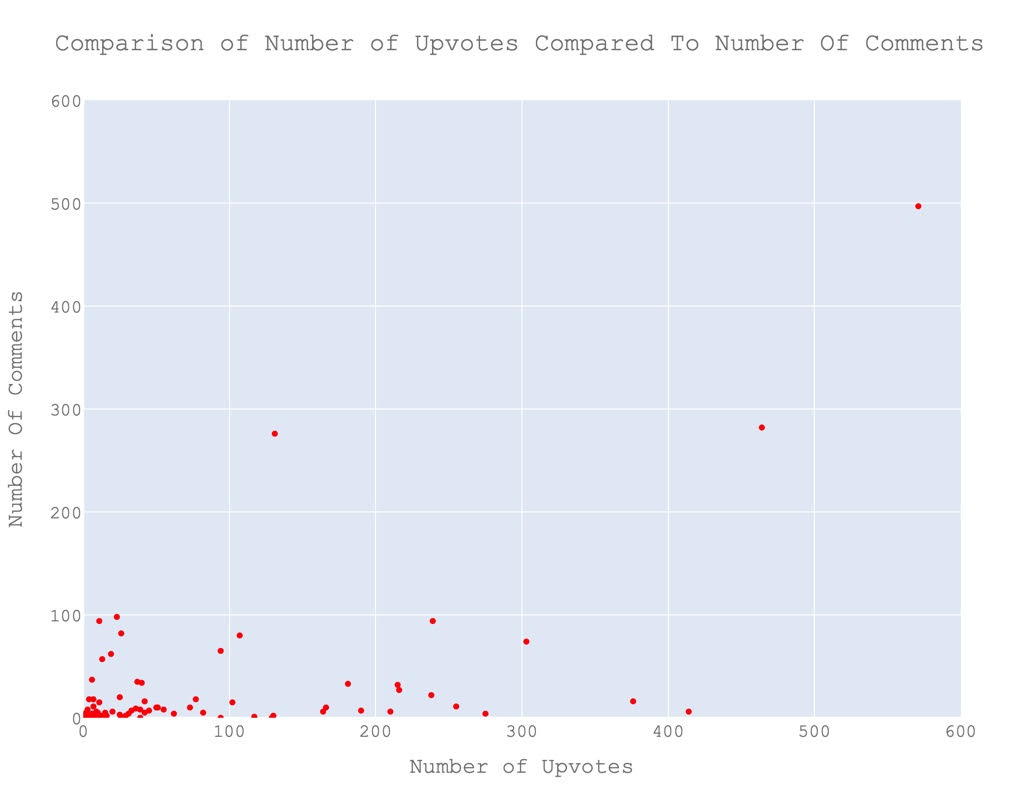 Comparison of Number of Upvotes Compared To Number Of Comments
600
500
400
300
200
100
0
Number Of Comments
0 100 200 300 400 500 600
Number of Upvotes